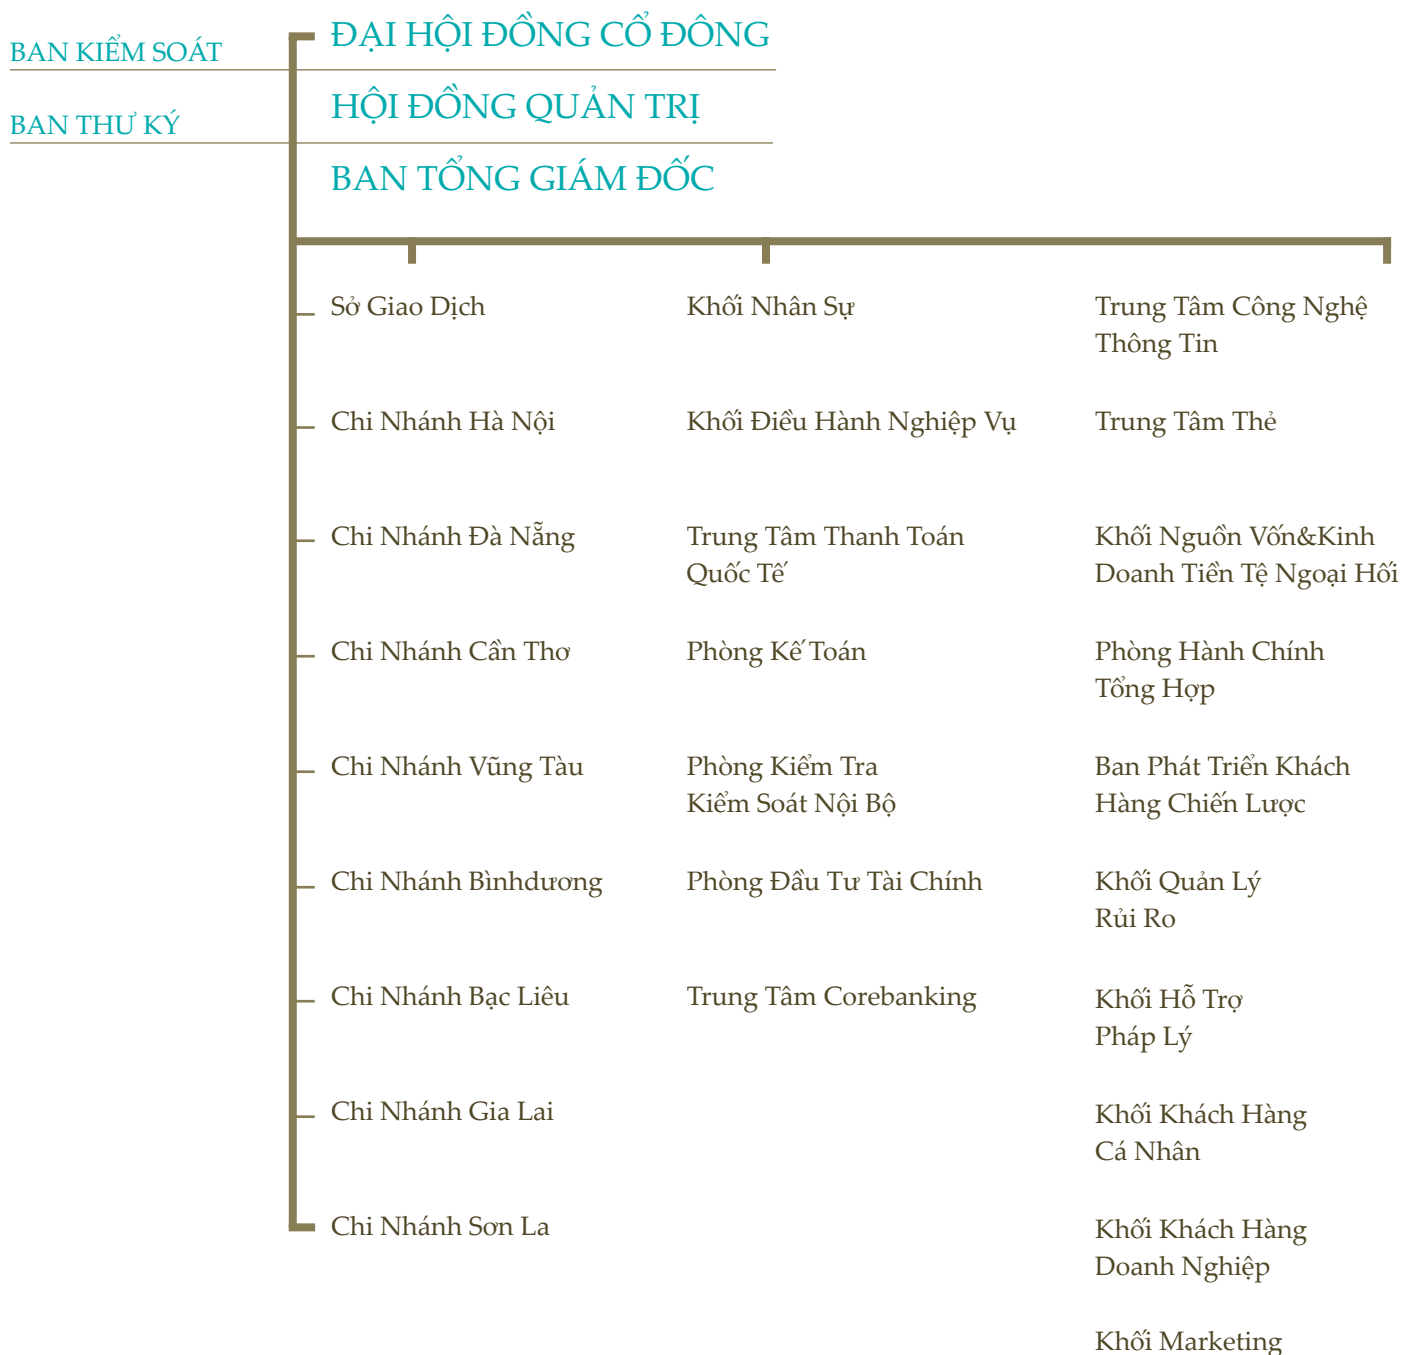 BAN KIỂM SOÁT
ĐẠI HỘI ĐỒNG CỔ ĐÔNG
BAN THƯ KÝ
HỘI ĐỒNG QUẢN TRỊ
BAN TỔNG GIÁM ĐỐC
Sở Giao Dịch
Chi Nhánh Hà Nội
Chi Nhánh Đà Nẵng
Chi Nhánh Cần Thơ
Chi Nhánh Vũng Tàu
Chi Nhánh Bìnhdương
Chi Nhánh Bạc Liêu
Chi Nhánh Gia Lai
Chi Nhánh Sơn La
Khối Nhân Sự
Khối Điều Hành Nghiệp Vụ
Trung Tâm Thanh Toán
Quốc Tế
Phòng Kế Toán
Phòng Kiểm Tra
Kiểm Soát Nội Bộ
Phòng Đầu Tư Tài Chính
Trung Tâm Corebanking
Trung Tâm Công Nghệ
Thông Tin
Trung Tâm Thẻ
Khối Nguồn Vốn&Kinh
Doanh Tiền Tệ Ngoại Hối
Phòng Hành Chính
Tổng Hợp
Ban Phát Triển Khách
Hàng Chiến Lược
Khối Quản Lý
Rủi Ro
Khối Hỗ Trợ
Pháp Lý
Khối Khách Hàng
Cá Nhân
Khối Khách Hàng
Doanh Nghiệp
Khối Marketing